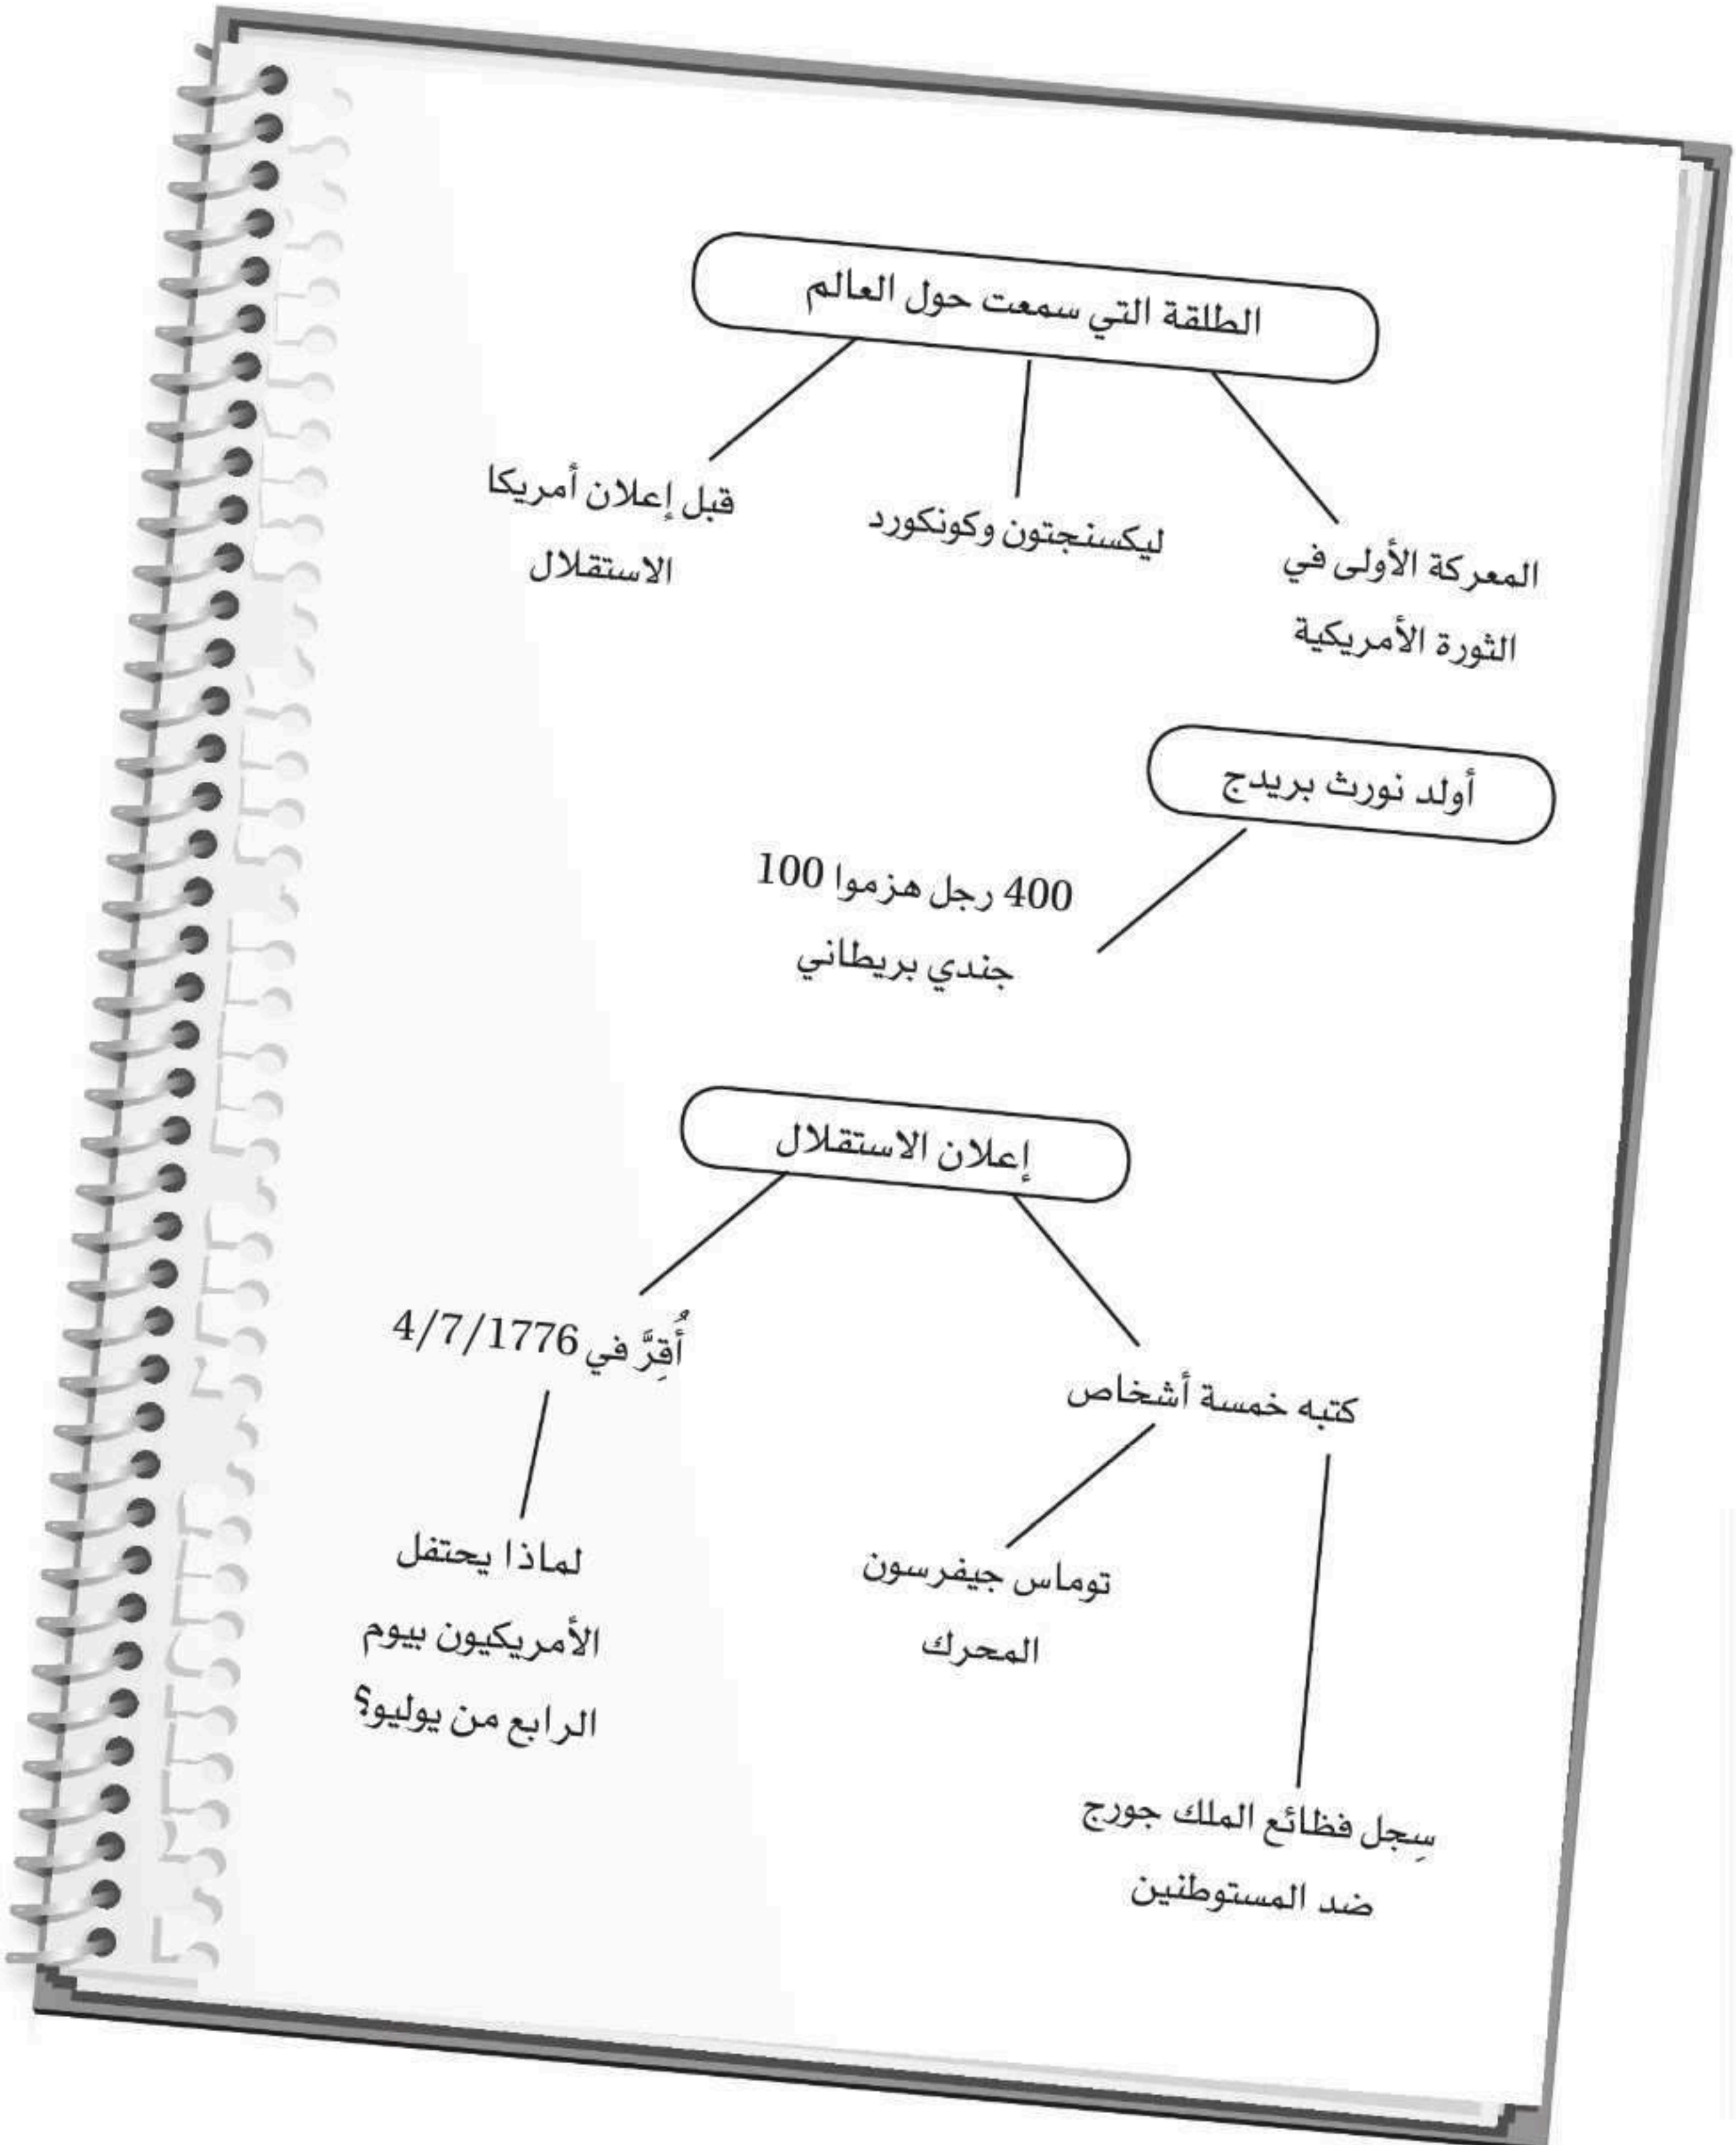 الطلقة التي سمعت حول العالم
المعركة الأولى في
الثورة الأمريكية
ليكسنجتون وكونكورد
قبل إعلان أمريكا
الاستقلال
أولد نورث بريدج
400 رجل هزموا 100
جندي بريطاني
إعلان الاستقلال
كتبه خمسة أشخاص
سِجل فظائع الملك جورج
ضد المستوطنين
توماس جيفرسون
المحرك
أُقِرَّ في 4/7/1776
لماذا يحتفل
الأمريكيون بيوم
الرابع من يوليو؟